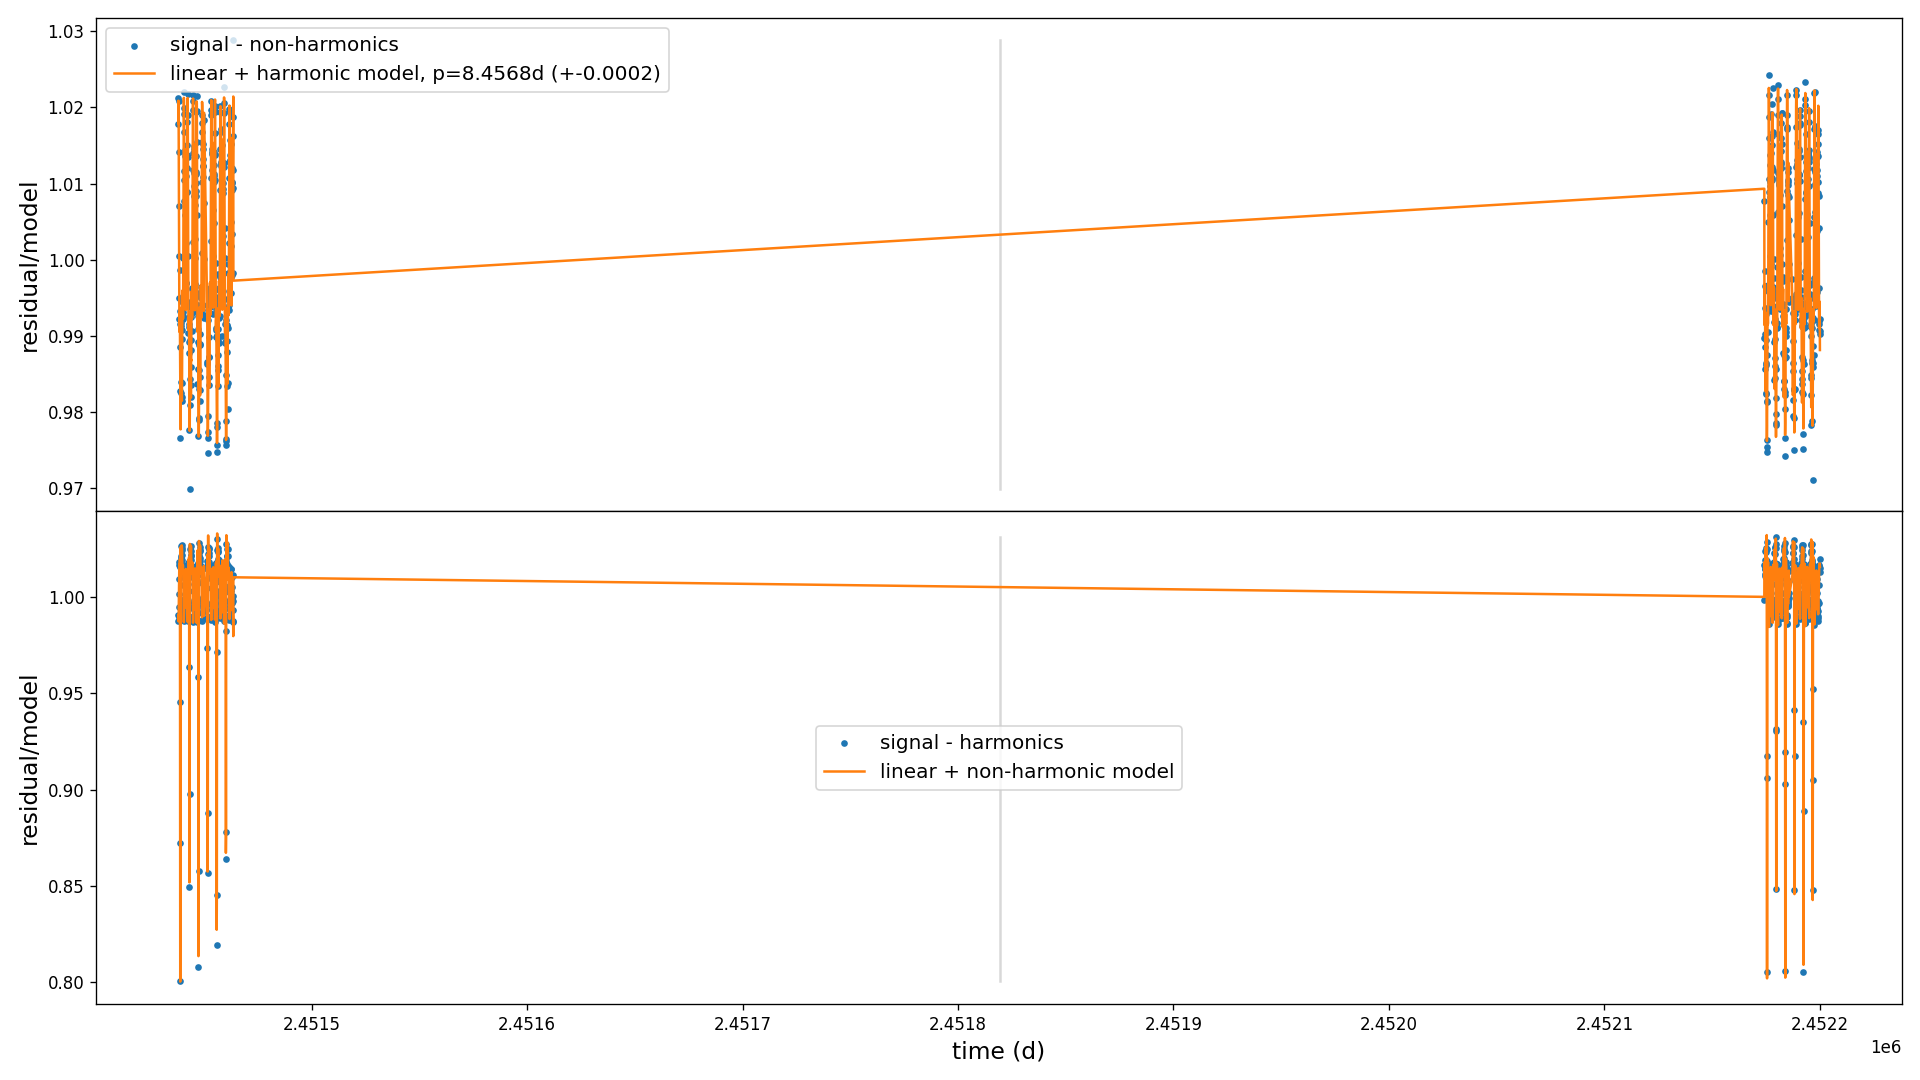 1.03
1.02
1.01
1.00
0.99
0.98
0.97
residual/model
signal - non-harmonics
linear + harmonic model, p=8.4568d (+-0.0002)
1.00
0.95
0.90
0.85
0.80
residual/model
signal - harmonics
linear + non-harmonic model
2.4515
2.4516
2.4517
2.4518
2.4519
2.4520
2.4521
2.4522
1e6
time (d)